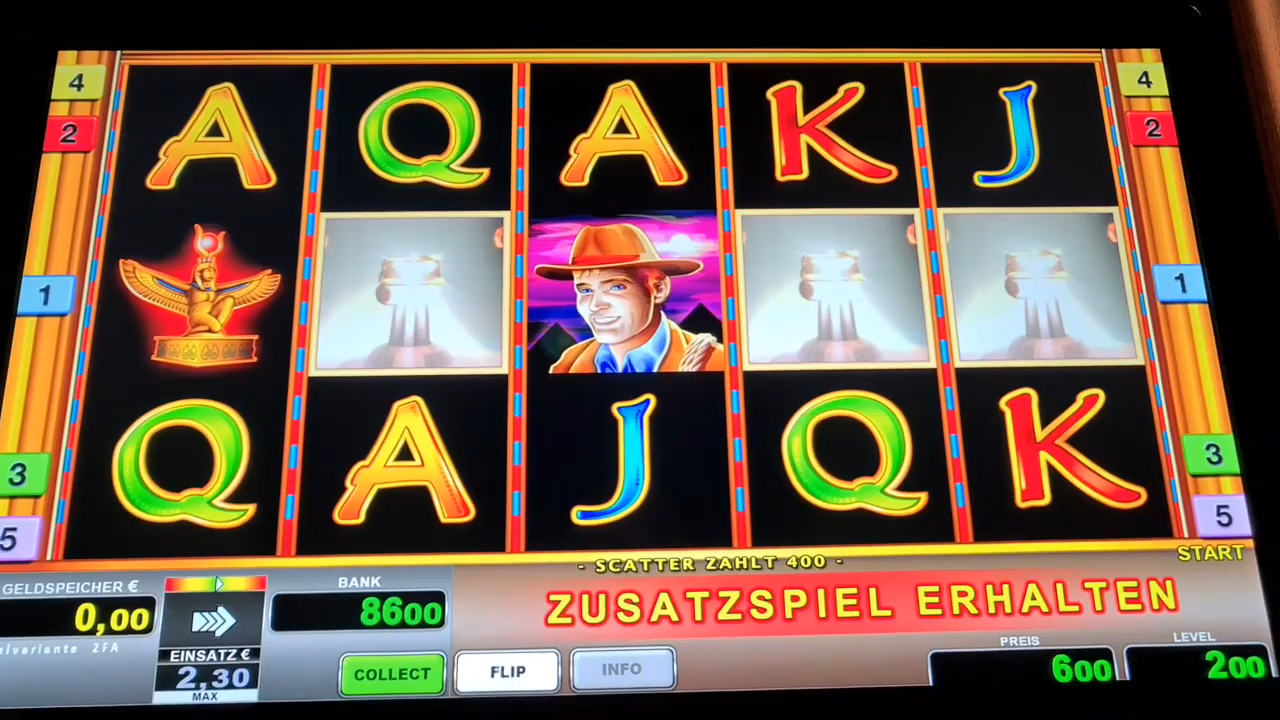 4
4
2
2
A Q A K J
1
1
Q A J Q K
3
3
5
5
- SCATTER ZAHLT 400 -
START
GELDSPEICHER €
0,00
2FA
EINSATZ €
2,30
MAX
BANK
8600
ZUSATZSPIEL ERHALTEN
COLLECT
FLIP
INFO
PREIS
600
LEVEL
200